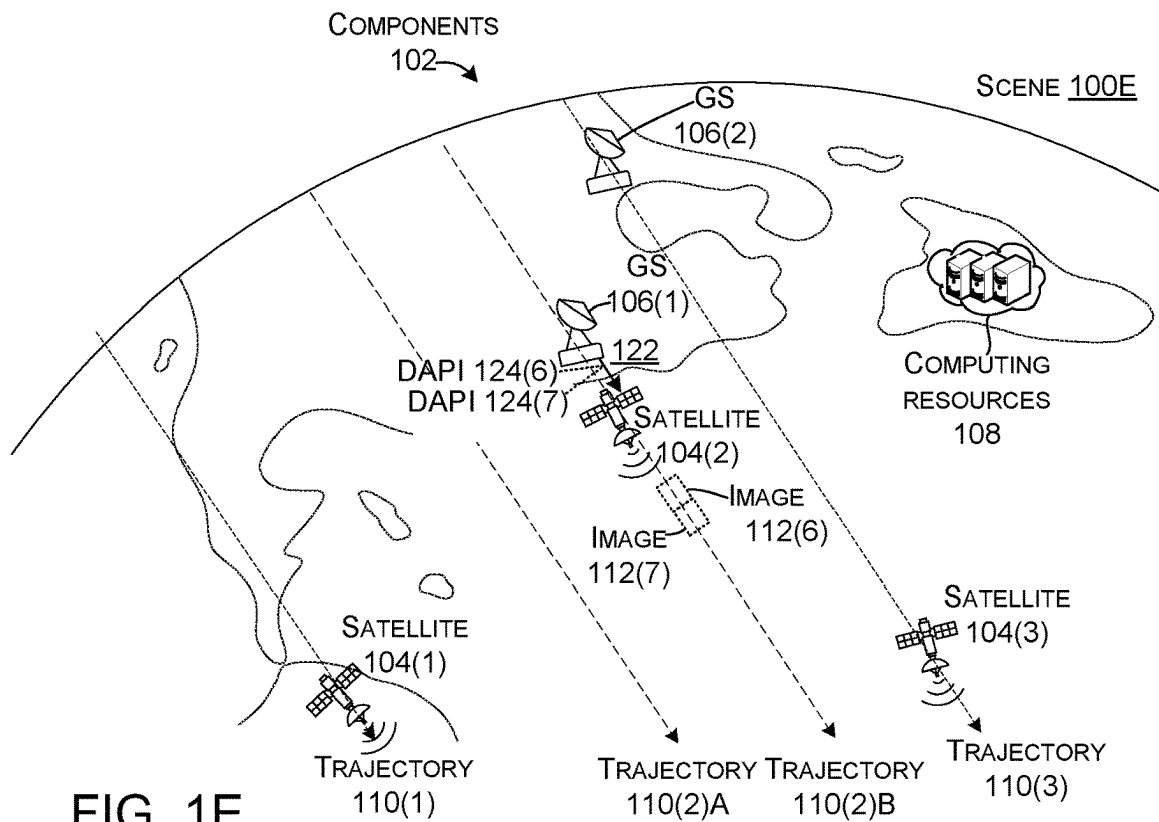 COMPONENTS
102
SCENE 100E
GS
106(2)
GS
106(1)
122
DAPI 124(6)
DAPI 124(7)
SATELLITE
104(2)
COMPUTING
RESOURCES
108
IMAGE
112(6)
IMAGE
112(7)
SATELLITE
104(1)
SATELLITE
104(3)
TRAJECTORY
110(1)
TRAJECTORY
110(2)A
TRAJECTORY
110(2)B
TRAJECTORY
110(3)
FIG. 1E